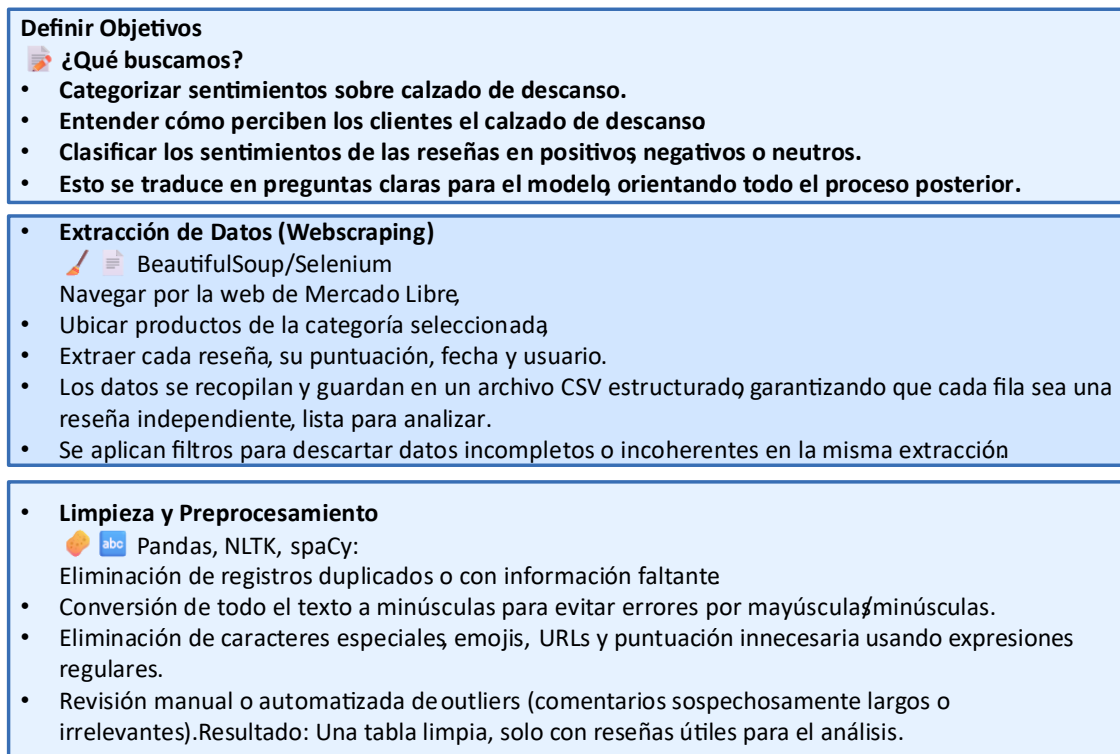 Definir Objetivos
¿Qué buscamos?
• Categorizar sentimientos sobre calzado de descanso.
• Entender cómo perciben los clientes el calzado de descanso.
• Clasificar los sentimientos de las reseñas en positivos, negativos o neutros.
• Esto se traduce en preguntas claras para el modelo, orientando todo el proceso posterior.
• Extracción de Datos (Webscraping)
BeautifulSoup/Selenium
Navegar por la web de Mercado Libre,
• Ubicar productos de la categoría seleccionada,
• Extraer cada reseña, su puntuación, fecha y usuario.
• Los datos se recopilan y guardan en un archivo CSV estructurado, garantizando que cada fila sea una
reseña independiente, lista para analizar.
• Se aplican filtros para descartar datos incompletos o incoherentes en la misma extracción.
• Limpieza y Preprocesamiento
abc Pandas, NLTK, spaCy:
Eliminación de registros duplicados o con información faltante
• Conversión de todo el texto a minúsculas para evitar errores por mayúsculas/minúsculas.
• Eliminación de caracteres especiales, emojis, URLs y puntuación innecesaria usando expresiones
regulares.
• Revisión manual o automatizada de outliers (comentarios sospechosamente largos o
irrelevantes).Resultado: Una tabla limpia, solo con reseñas útiles para el análisis.